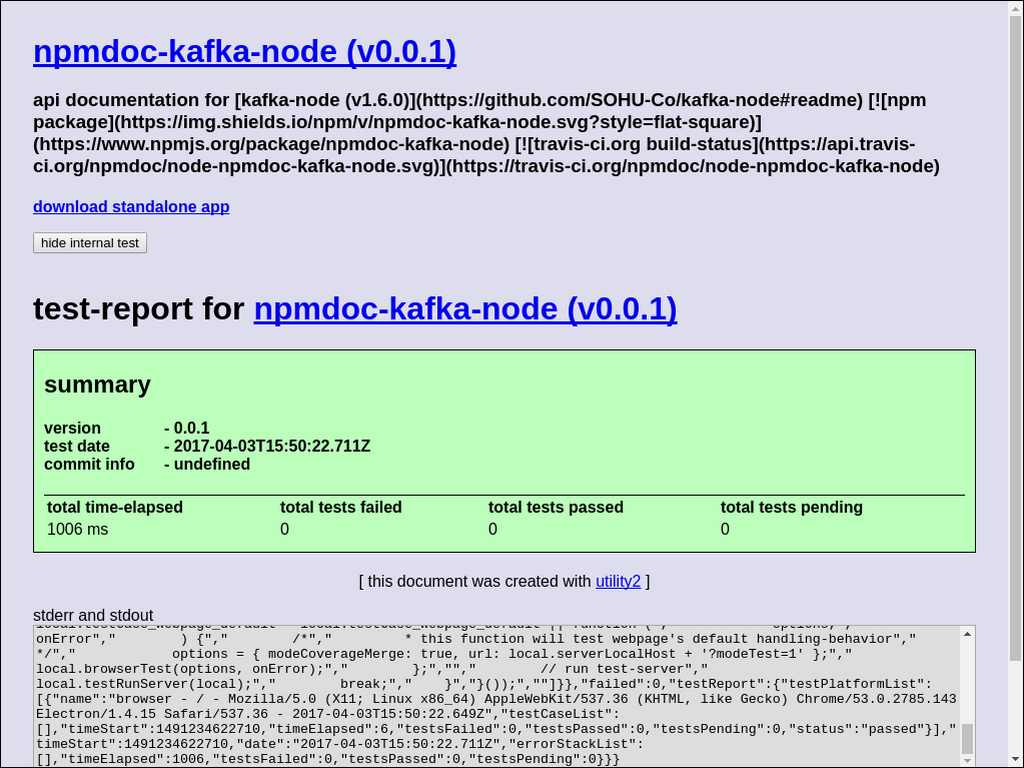 npmdoc-kafka-node (v0.0.1)
api documentation for [kafka-node (v1.6.0)](https://github.com/SOHU-Co/kafka-node#readme) [![npm
package](https://img.shields.io/npm/v/npmdoc-kafka-node.svg?style=flat-square)]
(https://www.npmjs.org/package/npmdoc-kafka-node) [![travis-ci.org build-status](https://api.travis-
ci.org/npmdoc/node-npmdoc-kafka-node.svg)](https://travis-ci.org/npmdoc/node-npmdoc-kafka-node)
download standalone app
hide internal test
test-report for npmdoc-kafka-node (v0.0.1)
summary
version - 0.0.1
test date - 2017-04-03T15:50:22.711Z
commit info - undefined
total time-elapsed total tests failed total tests passed total tests pending
1006 ms 0 0 0
[ this document was created with utility2 ]
stderr and stdout
local.testCase_webpage_default = local.testCase_webpage_default || function (","            options,","
onError","        ) {","        /*","         * this function will test webpage's default handling-behavior","
*/","            options = { modeCoverageMerge: true, url: local.serverLocalHost + '?modeTest=1' };","
local.browserTest(options, onError);","        };","","        // run test-server","
local.testRunServer(local);","        break;","    }","}());",""]}},"failed":0,"testReport":{"testPlatformList":
[{"name":"browser - / - Mozilla/5.0 (X11; Linux x86_64) AppleWebKit/537.36 (KHTML, like Gecko) Chrome/53.0.2785.143
Electron/1.4.15 Safari/537.36 - 2017-04-03T15:50:22.649Z","testCaseList":
[],"timeStart":1491234622710,"timeElapsed":6,"testsFailed":0,"testsPassed":0,"testsPending":0,"status":"passed"}],"
timeStart":1491234622710,"date":"2017-04-03T15:50:22.711Z","errorStackList":
[],"timeElapsed":1006,"testsFailed":0,"testsPassed":0,"testsPending":0}}}